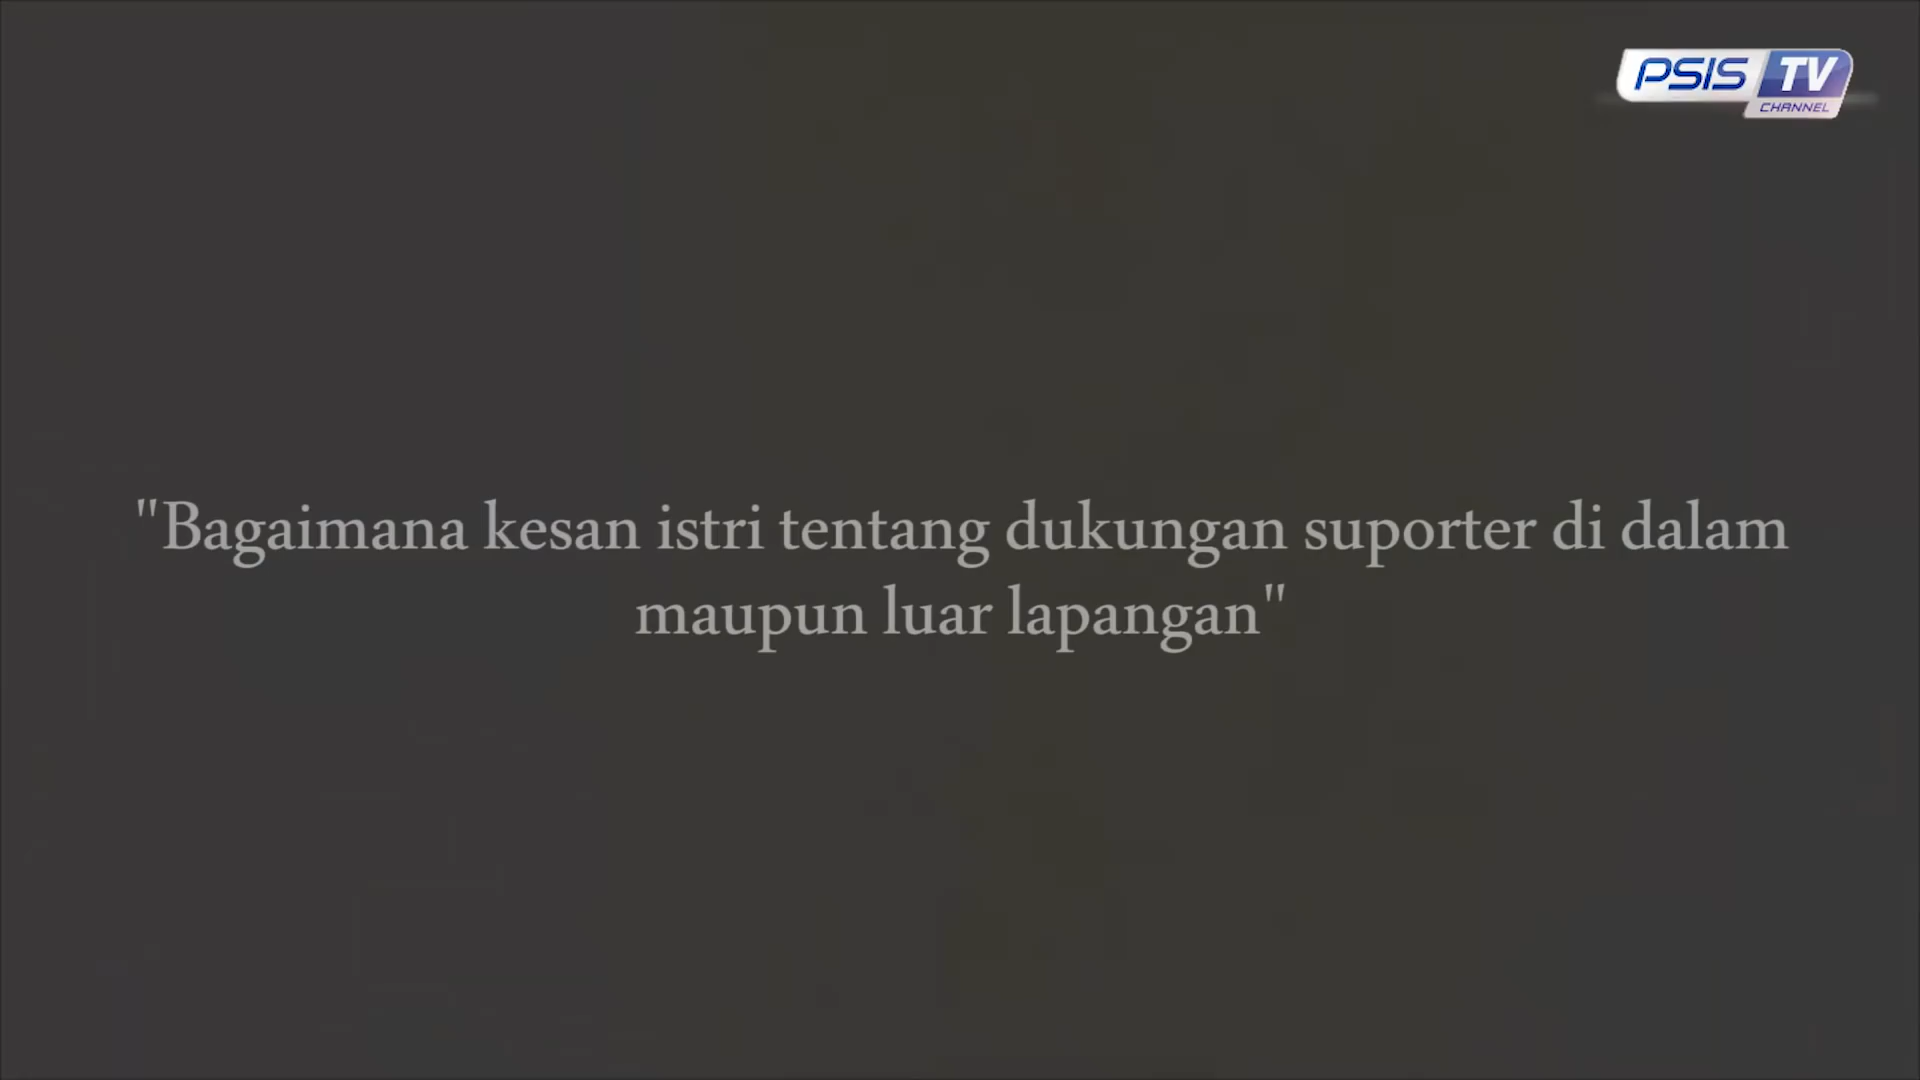 PSIS TV
CHANNEL
"Bagaimana kesan istri tentang dukungan suporter di dalam
maupun luar lapangan"